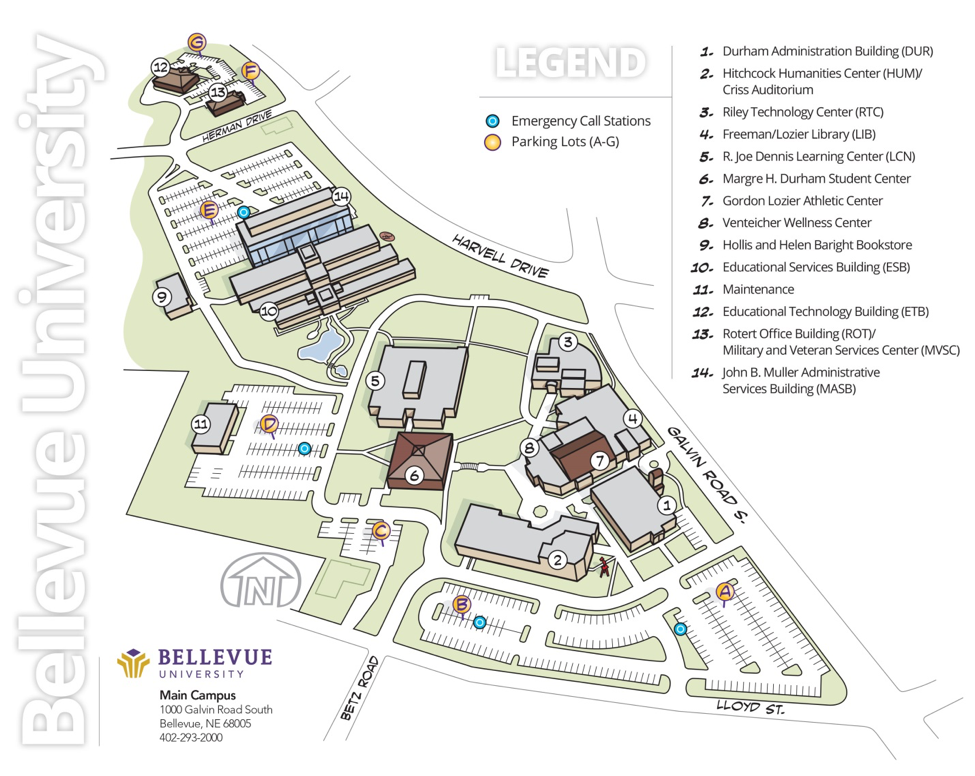 Bellevue University
LEGEND
Emergency Call Stations
Parking Lots (A-G)
1. Durham Administration Building (DUR)
2. Hitchcock Humanities Center (HUM)/
Criss Auditorium
3. Riley Technology Center (RTC)
4. Freeman/Lozier Library (LIB)
5. R. Joe Dennis Learning Center (LCN)
6. Margre H. Durham Student Center
7. Gordon Lozier Athletic Center
8. Venteicher Wellness Center
9. Hollis and Helen Baright Bookstore
10. Educational Services Building (ESB)
11. Maintenance
12. Educational Technology Building (ETB)
13. Rotert Office Building (ROT)/
Military and Veteran Services Center (MVSC)
14. John B. Muller Administrative
Services Building (MASB)
G
12
F
13
HERMAN DRIVE
14
E
HARVELL DRIVE
9
10
3
5
11
D
4
8
7
6
GALVIN ROAD S.
1
C
2
N
B
A
BETZ ROAD
LLOYD ST.
BELLEVUE
UNIVERSITY
Main Campus
1000 Galvin Road South
Bellevue, NE 68005
402-293-2000